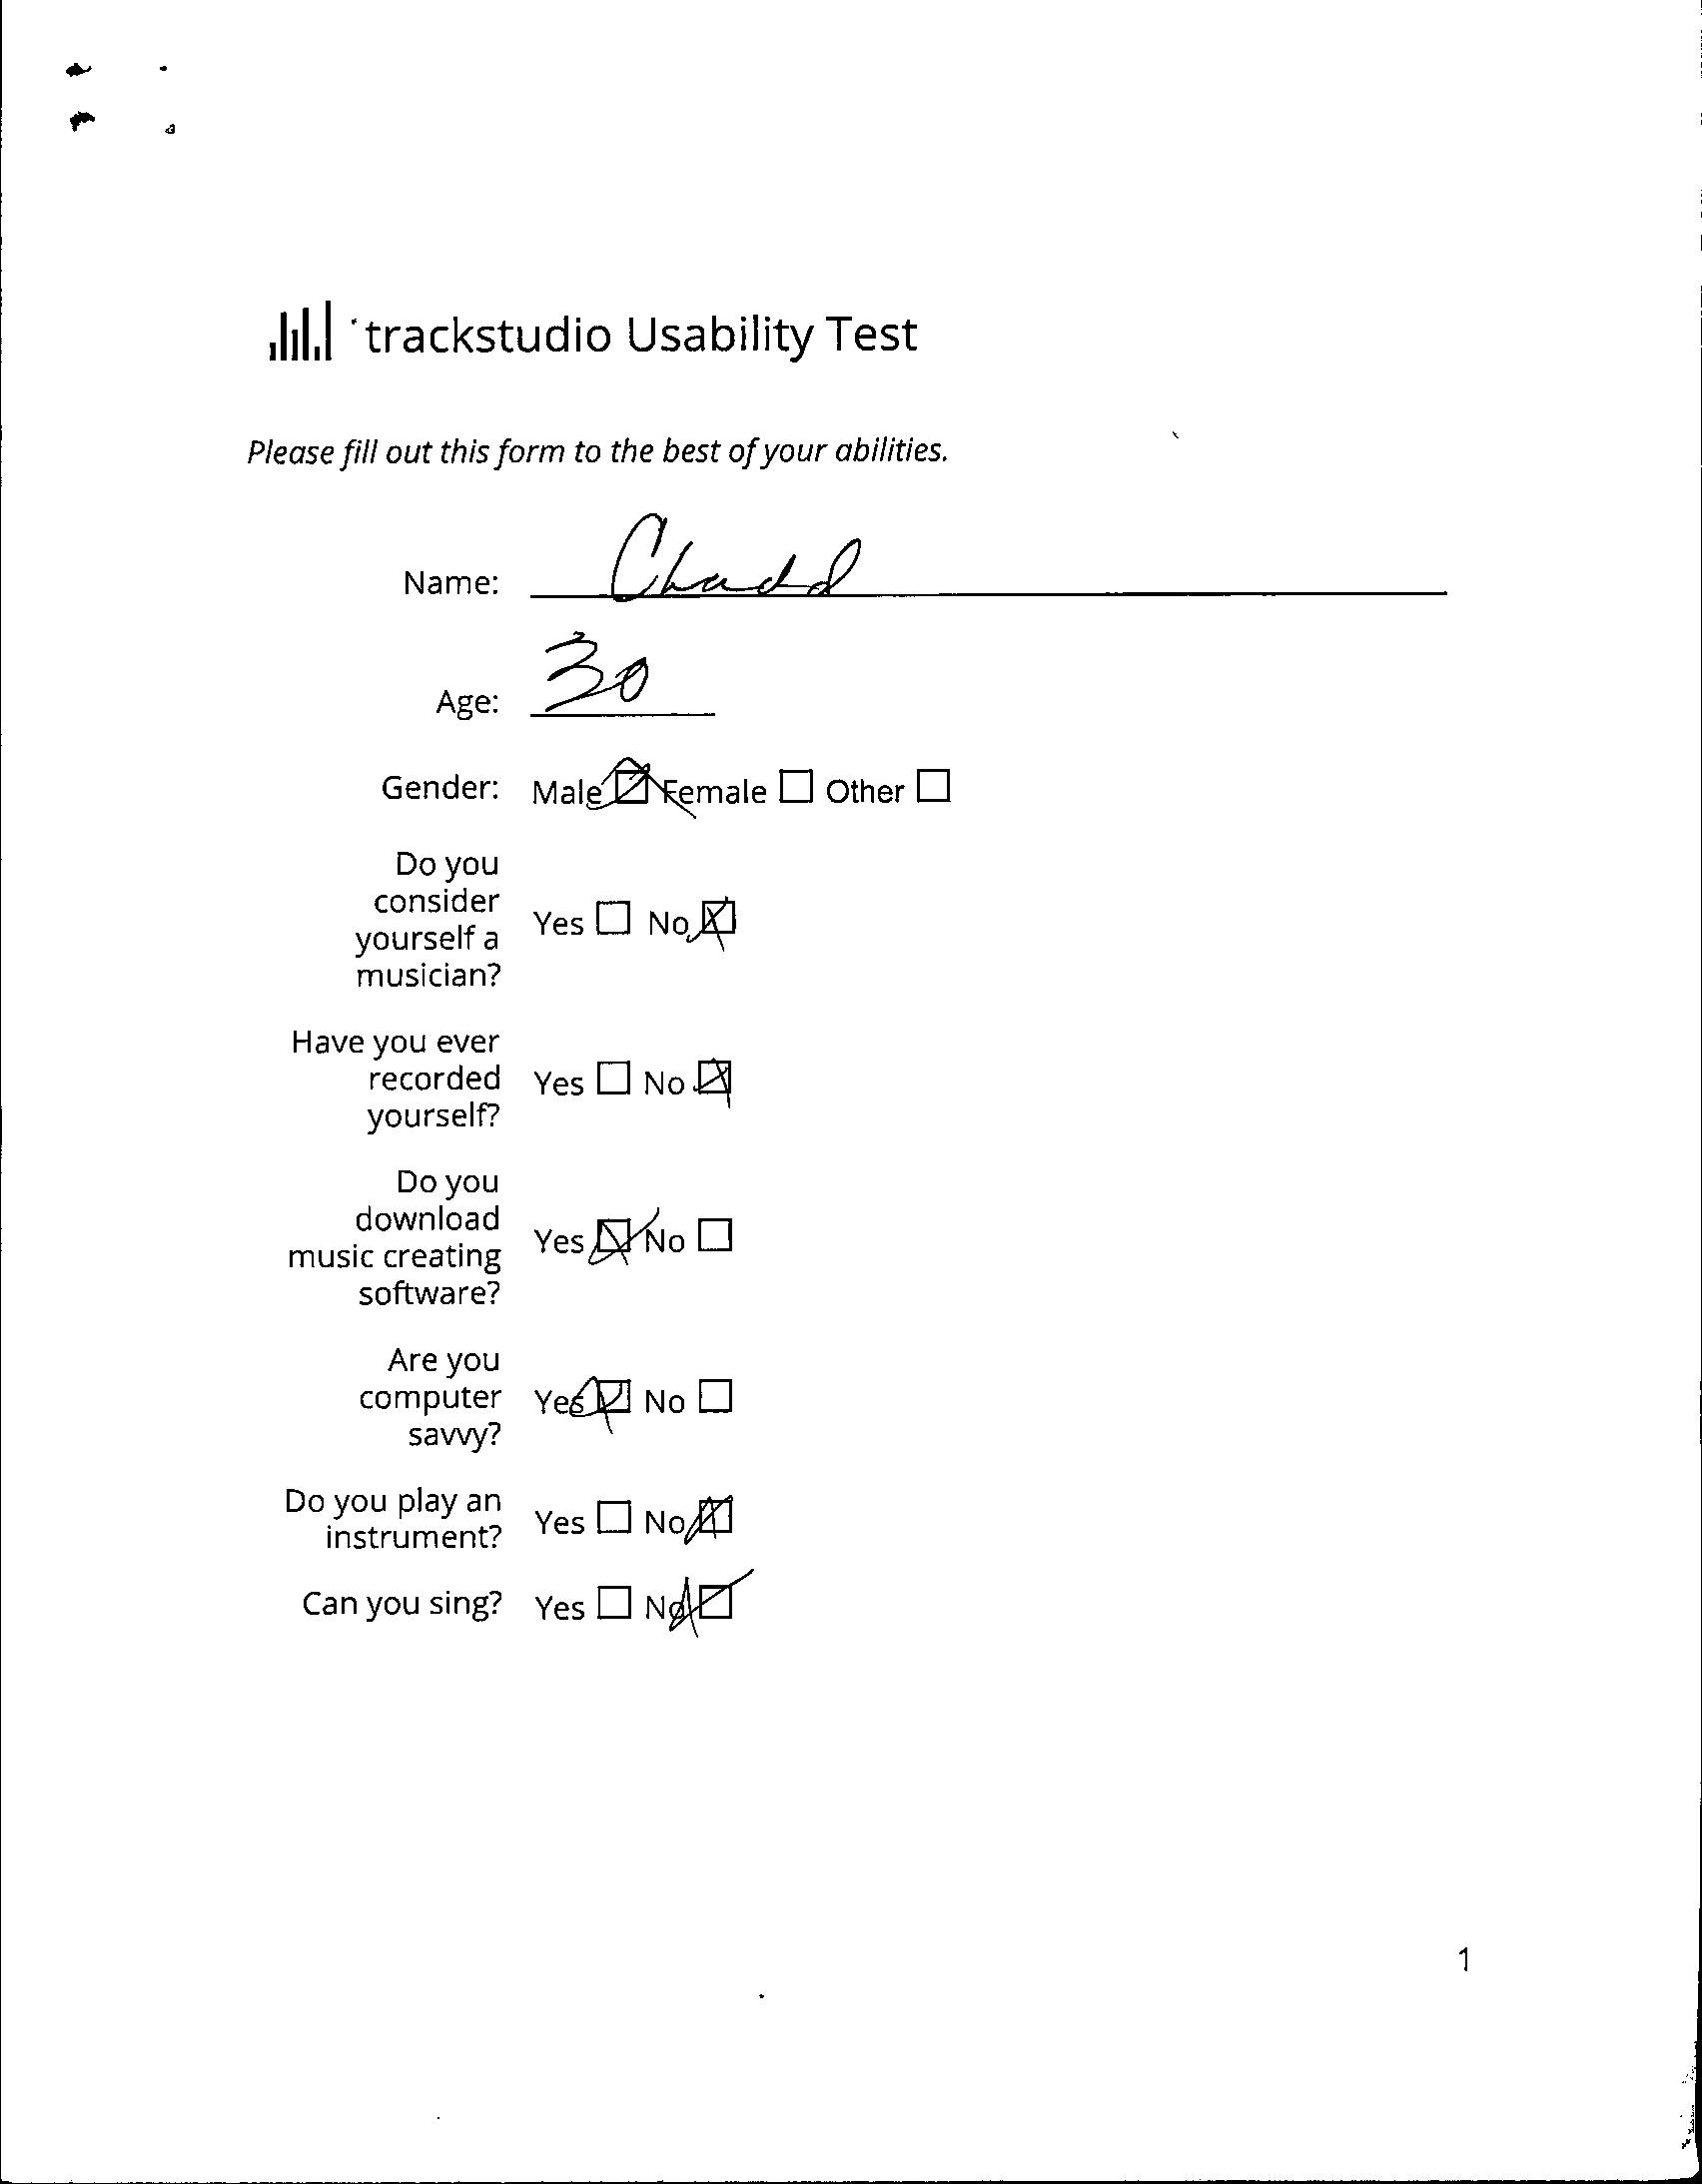 trackstudio Usability Test
Please fill out this form to the best of your abilities.
Name: Chadd
Age: 30
Gender: Male ☒ Female ☐ Other ☐
Do you
consider
yourself a
musician?
Yes ☐ No ☒
Have you ever
recorded
yourself?
Yes ☐ No ☒
Do you
download
music creating
software?
Yes ☒ No ☐
Are you
computer
savvy?
Yes ☒ No ☐
Do you play an
instrument?
Yes ☐ No ☒
Can you sing? Yes ☐ No ☒
1